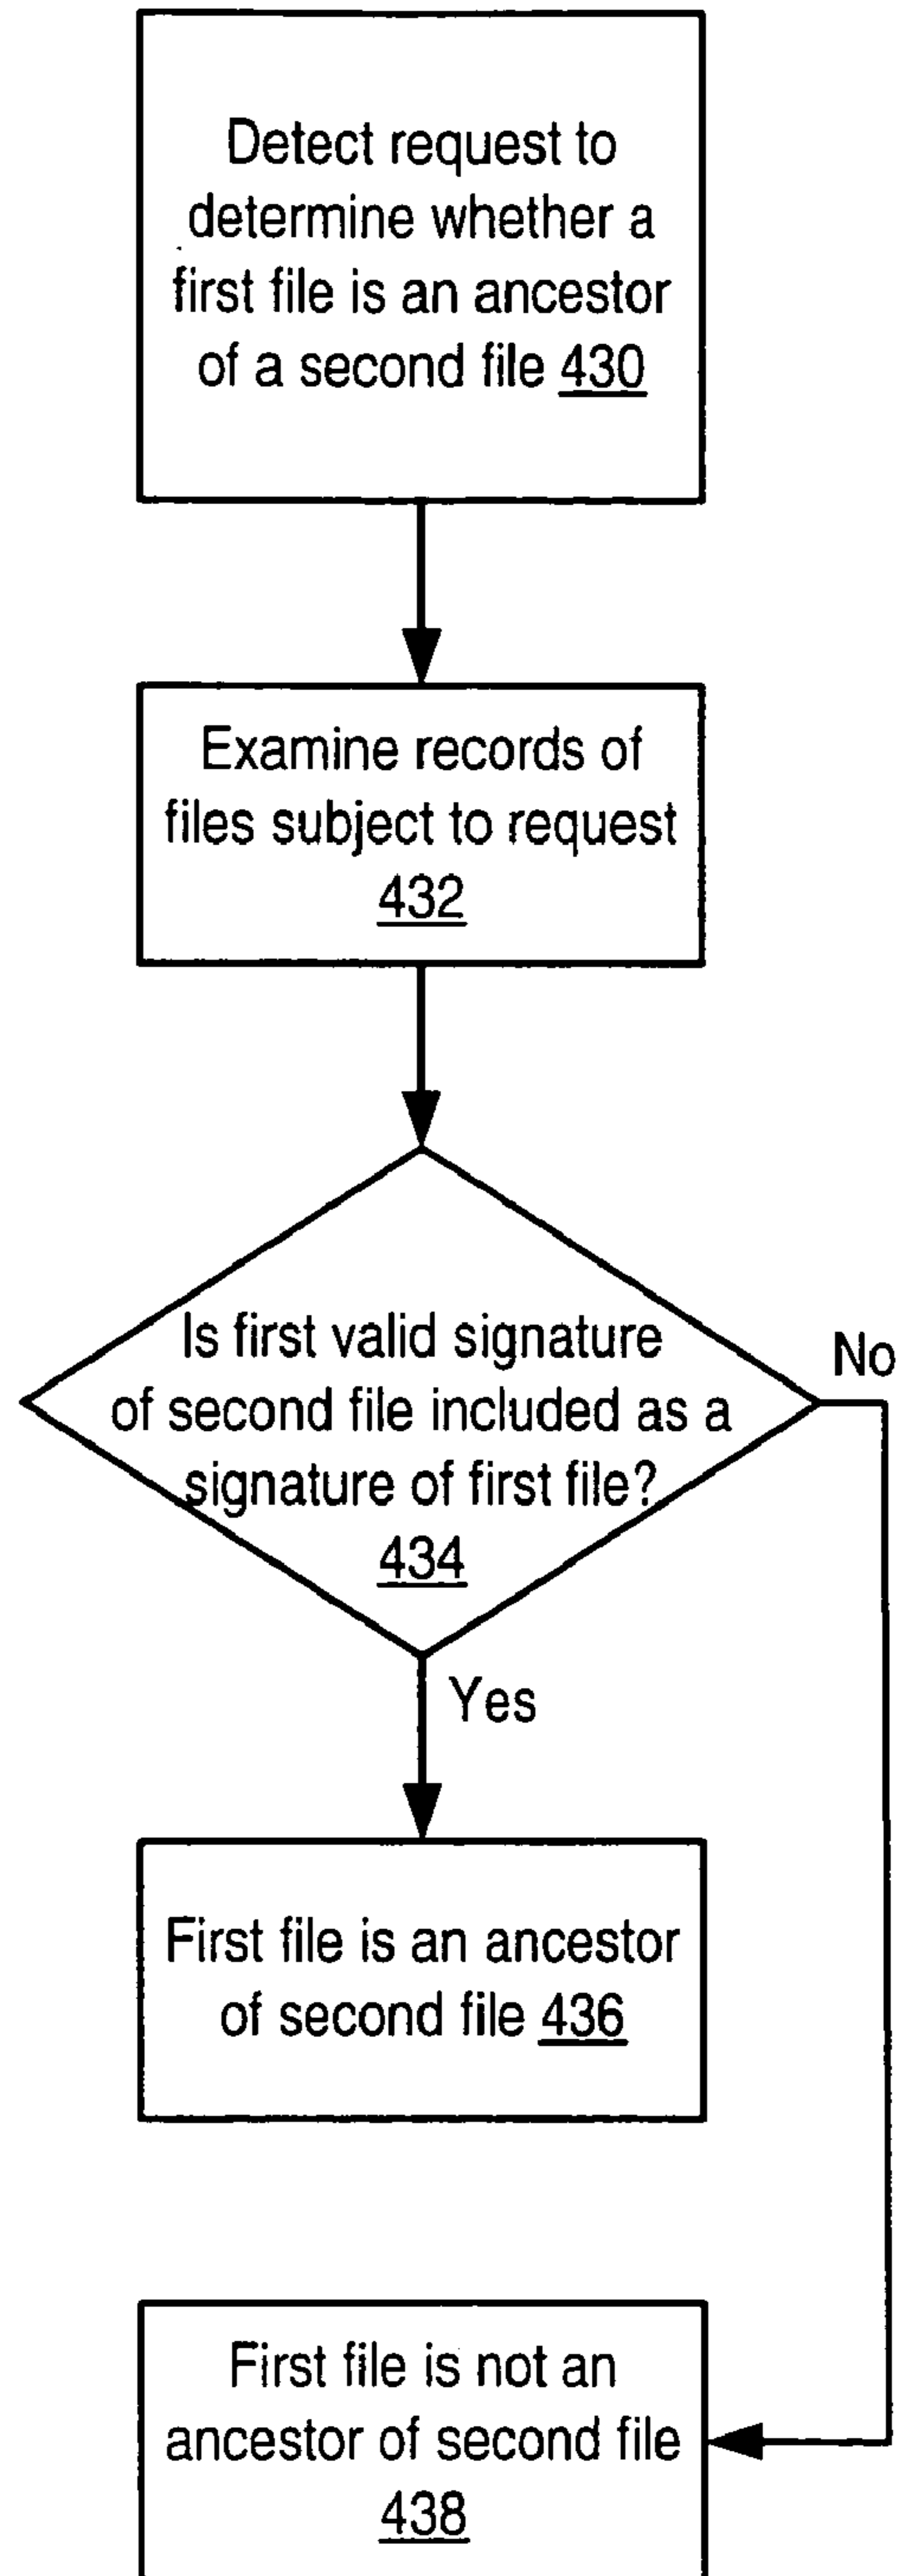 Detect request to
determine whether a
first file is an ancestor
of a second file 430
Examine records of
files subject to request
432
Is first valid signature
of second file included as a
signature of first file?
434
No
Yes
First file is an ancestor
of second file 436
First file is not an
ancestor of second file
438